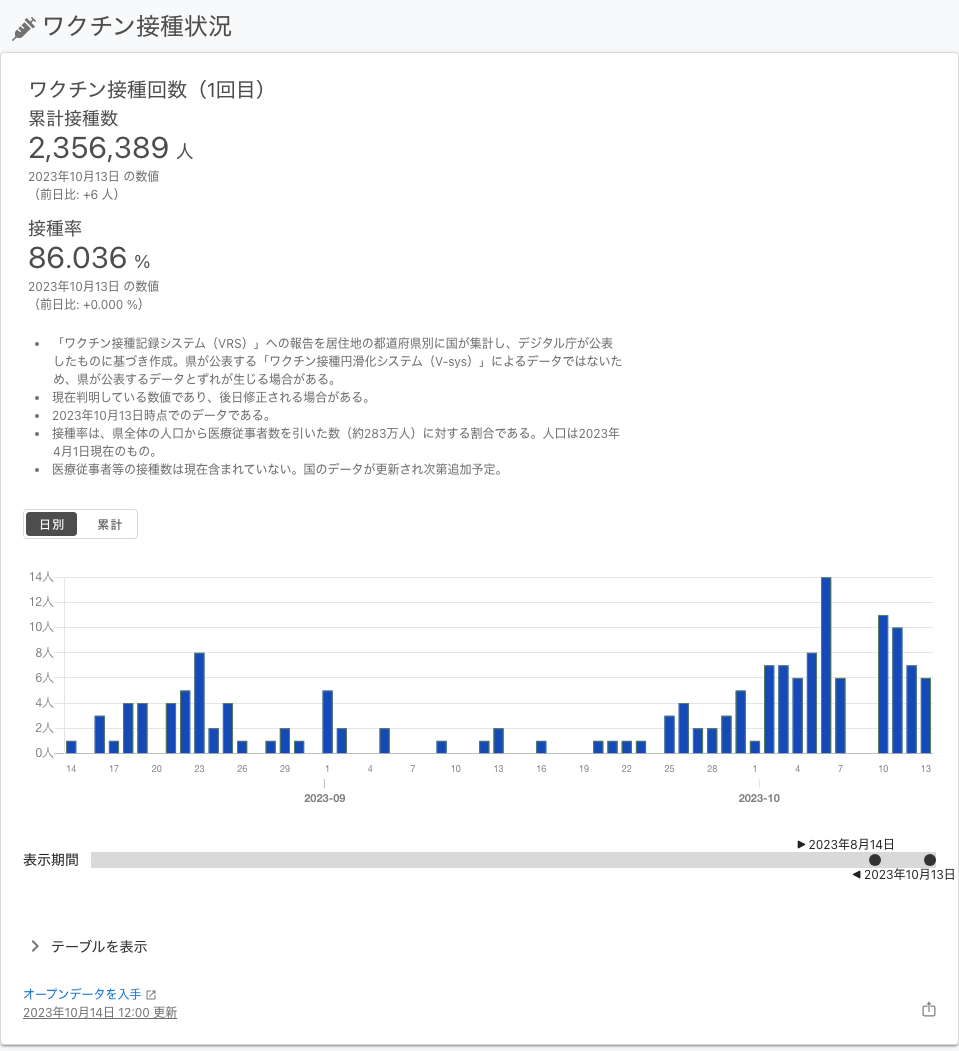 ワクチン接種状況
ワクチン接種回数（1回目）
累計接種数
2,356,389 人
2023年10月13日 の数値
（前日比: +6 人）
接種率
86.036 %
2023年10月13日 の数値
（前日比: +0.000 %）
• 「ワクチン接種記録システム（VRS）」への報告を居住地の都道府県別に国が集計し、デジタル庁が公表
したものに基づき作成。県が公表する「ワクチン接種円滑化システム（V-sys）」によるデータではないた
め、県が公表するデータとずれが生じる場合がある。
• 現在判明している数値であり、後日修正される場合がある。
• 2023年10月13日時点でのデータである。
• 接種率は、県全体の人口から医療従事者数を引いた数（約283万人）に対する割合である。人口は2023年
4月1日現在のもの。
• 医療従事者等の接種数は現在含まれていない。国のデータが更新され次第追加予定。
日別 累計
14人
12人
10人
8人
6人
4人
2人
0人
14 17 20 23 26 29 1 4 7 10 13 16 19 22 25 28 1 4 7 10 13
2023-09 2023-10
▶ 2023年8月14日
表示期間
◀ 2023年10月13日
テーブルを表示
オープンデータを入手
2023年10月14日 12:00 更新